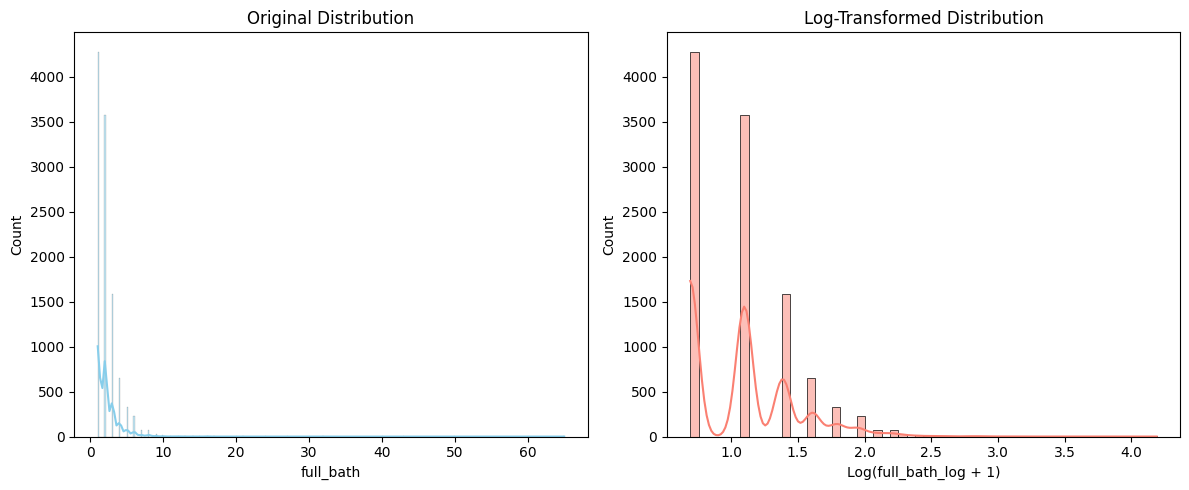 Original Distribution
Count
4000
3500
3000
2500
2000
1500
1000
500
0
0 10 20 30 40 50 60
full_bath
Log-Transformed Distribution
Count
4000
3500
3000
2500
2000
1500
1000
500
0
1.0 1.5 2.0 2.5 3.0 3.5 4.0
Log(full_bath_log + 1)